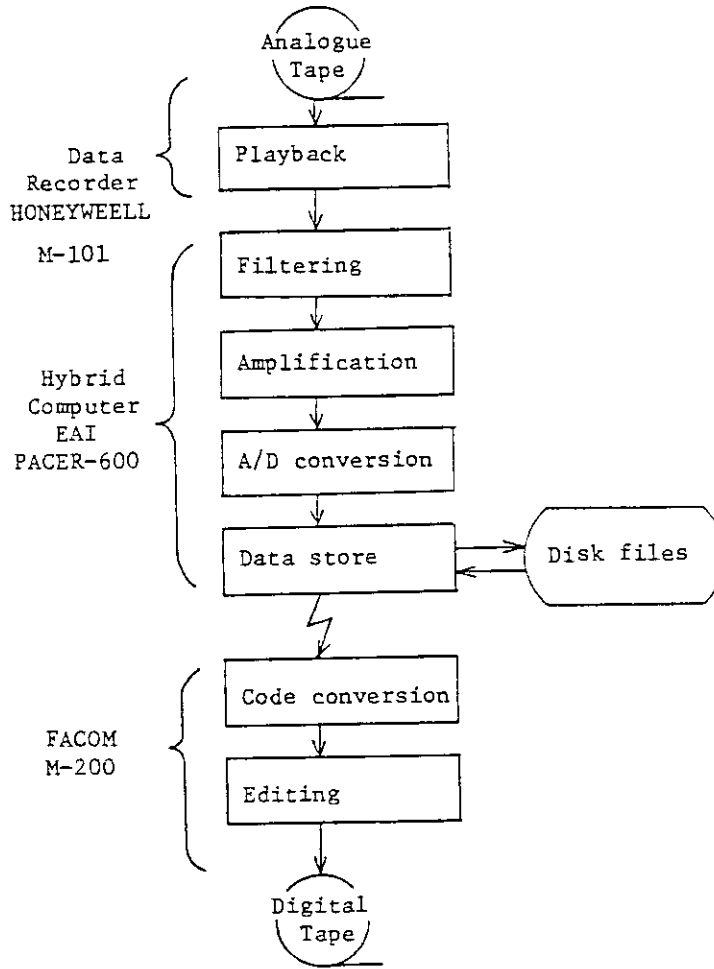 Analogue
Tape
Data
Recorder
HONEYWEELL
M-101
Playback
Hybrid
Computer
EAI
PACER-600
Filtering
Amplification
A/D conversion
Data store
Disk files
FACOM
M-200
Code conversion
Editing
Digital
Tape